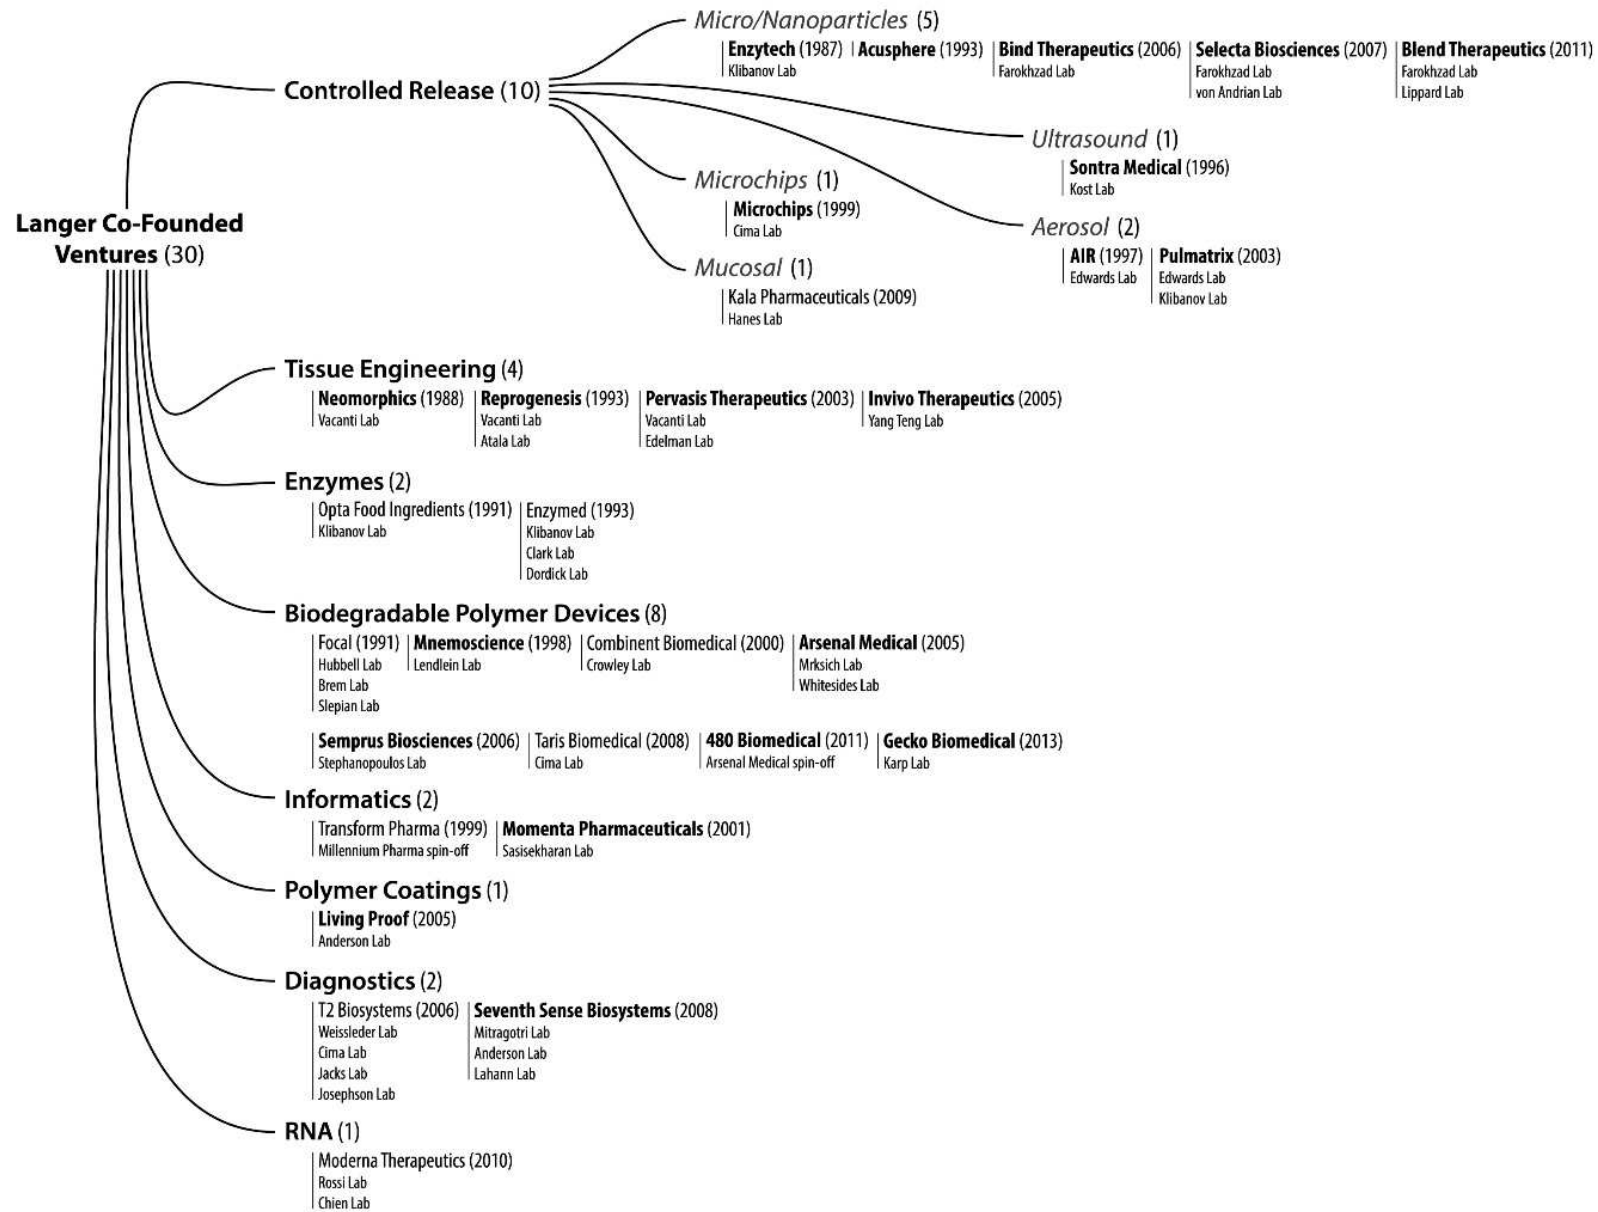 Langer Co-Founded
Ventures (30)
Controlled Release (10)
Micro/Nanoparticles (5)
Enzytech (1987)
Klibanov Lab
Acusphere (1993)
Bind Therapeutics (2006)
Farokhzad Lab
Selecta Biosciences (2007)
Farokhzad Lab
von Andrian Lab
Blend Therapeutics (2011)
Farokhzad Lab
Lippard Lab
Ultrasound (1)
Sontra Medical (1996)
Kost Lab
Microchips (1)
Microchips (1999)
Cima Lab
Aerosol (2)
AIR (1997)
Edwards Lab
Pulmatrix (2003)
Edwards Lab
Klibanov Lab
Mucosal (1)
Kala Pharmaceuticals (2009)
Hanes Lab
Tissue Engineering (4)
Neomorphics (1988)
Vacanti Lab
Reprogenesis (1993)
Vacanti Lab
Atala Lab
Pervasis Therapeutics (2003)
Vacanti Lab
Edelman Lab
Invivo Therapeutics (2005)
Yang Teng Lab
Enzymes (2)
Opta Food Ingredients (1991)
Klibanov Lab
Enzymed (1993)
Klibanov Lab
Clark Lab
Dordick Lab
Biodegradable Polymer Devices (8)
Focal (1991)
Hubbell Lab
Brem Lab
Slepian Lab
Mnemoscience (1998)
Lendlein Lab
Combinent Biomedical (2000)
Crowley Lab
Arsenal Medical (2005)
Mrksich Lab
Whitesides Lab
Semprus Biosciences (2006)
Stephanopoulos Lab
Taris Biomedical (2008)
Cima Lab
480 Biomedical (2011)
Arsenal Medical spin-off
Gecko Biomedical (2013)
Karp Lab
Informatics (2)
Transform Pharma (1999)
Millennium Pharma spin-off
Momenta Pharmaceuticals (2001)
Sasisekharan Lab
Polymer Coatings (1)
Living Proof (2005)
Anderson Lab
Diagnostics (2)
T2 Biosystems (2006)
Weissleder Lab
Cima Lab
Jacks Lab
Josephson Lab
Seventh Sense Biosystems (2008)
Mitragotri Lab
Anderson Lab
Lahann Lab
RNA (1)
Moderna Therapeutics (2010)
Rossi Lab
Chien Lab